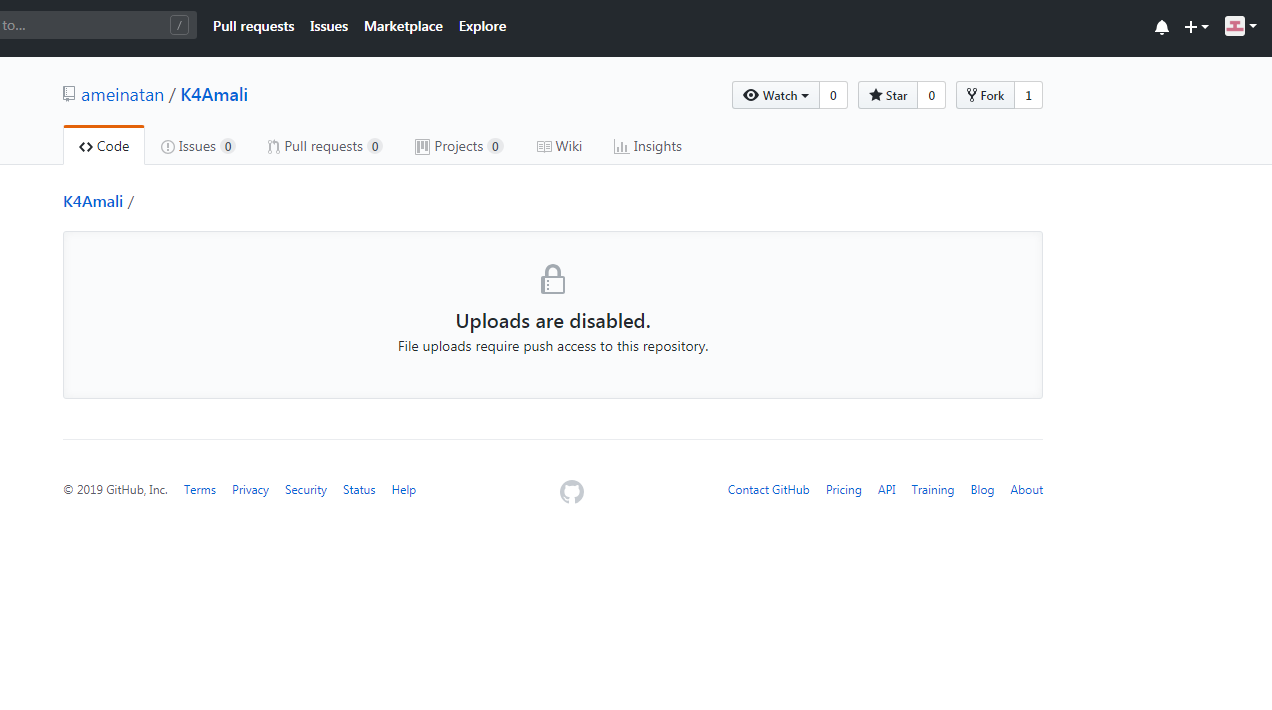 to... / Pull requests Issues Marketplace Explore
ameinatan / K4Amali Watch 0 Star 0 Fork 1
Code Issues 0 Pull requests 0 Projects 0 Wiki Insights
K4Amali /
Uploads are disabled.
File uploads require push access to this repository.
© 2019 GitHub, Inc. Terms Privacy Security Status Help Contact GitHub Pricing API Training Blog About